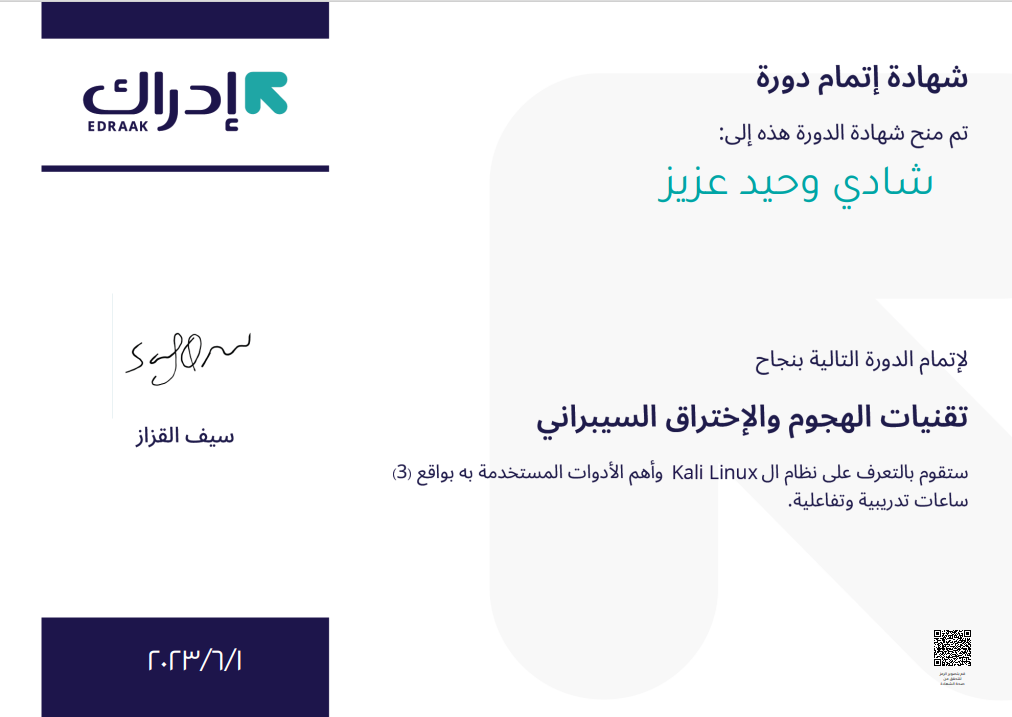 إدراك
EDRAAK
شهادة إتمام دورة
تم منح شهادة الدورة هذه إلى:
شادي وحيد عزيز
لإتمام الدورة التالية بنجاح
تقنيات الهجوم والإختراق السيبراني
ستقوم بالتعرف على نظام ال Kali Linux وأهم الأدوات المستخدمة به بواقع (3)
ساعات تدريبية وتفاعلية.
سيف القزاز
٢٠٢٣/٦/١